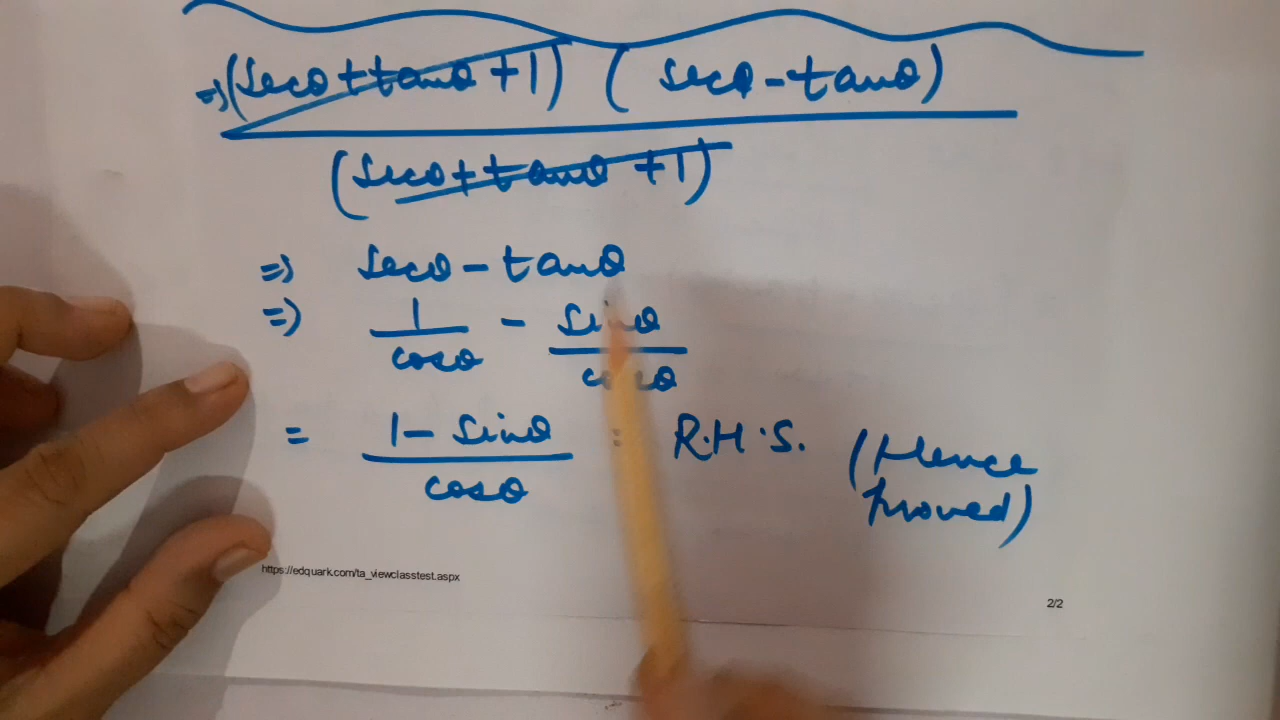 ⇒ (secθ + tanθ + 1) ( secθ - tanθ)
(secθ + tanθ + 1)
⇒ secθ - tanθ
⇒ 1/cosθ - sinθ/cosθ
= 1 - sinθ/cosθ = R.H.S. (Hence
proved)
https://edquark.com/ta_viewclasstest.aspx
2/2